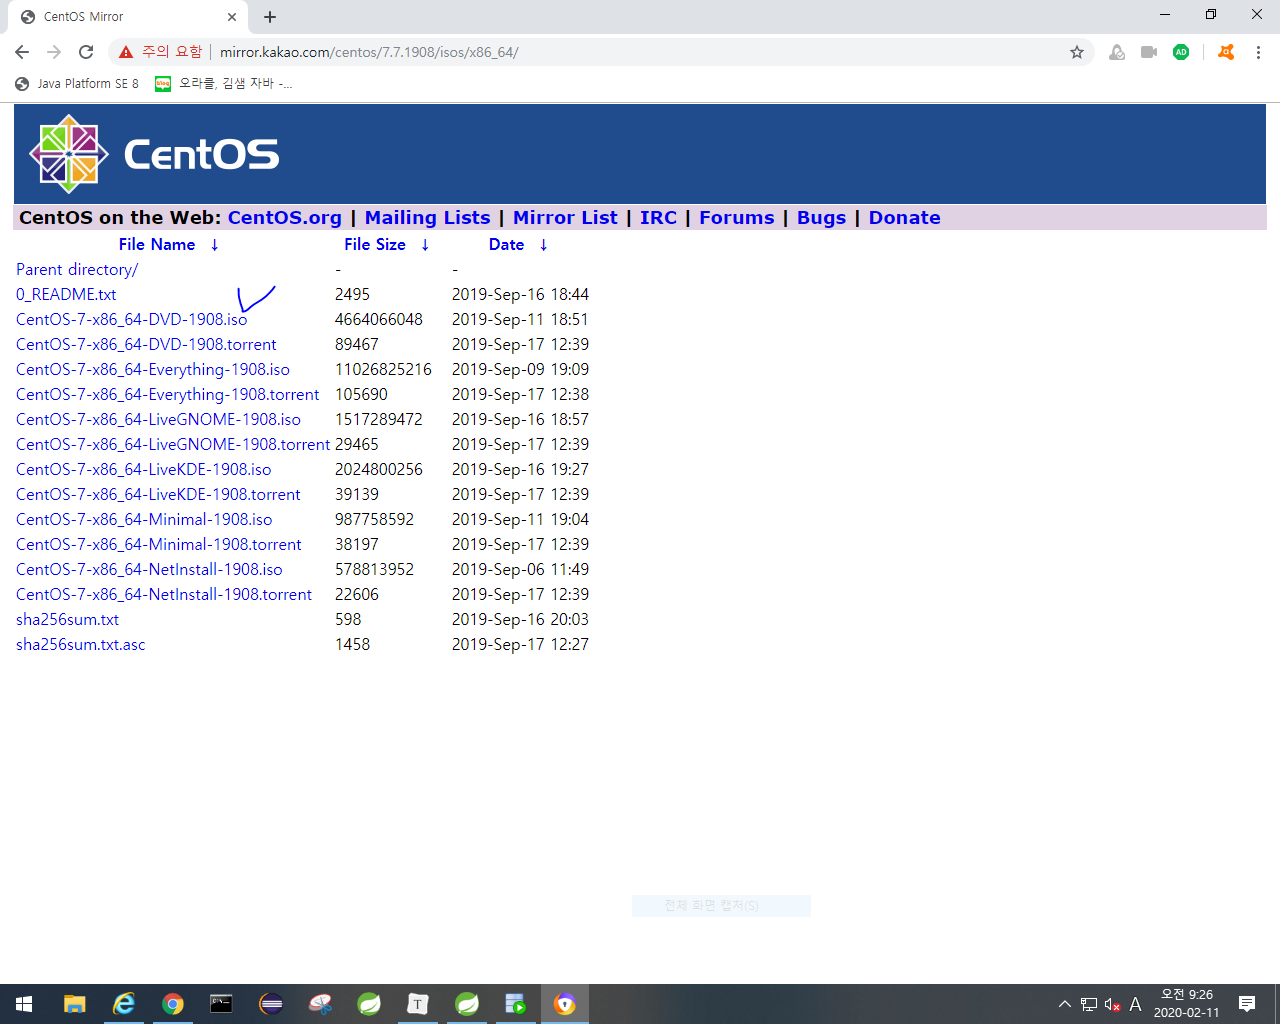 CentOS Mirror
주의 요함 | mirror.kakao.com/centos/7.7.1908/isos/x86_64/
AD
Java Platform SE 8 blog 오라클, 김샘 자바 -...
CentOS
CentOS on the Web: CentOS.org | Mailing Lists | Mirror List | IRC | Forums | Bugs | Donate
File Name ↓ File Size ↓ Date ↓
Parent directory/ - -
0_README.txt 2495 2019-Sep-16 18:44
CentOS-7-x86_64-DVD-1908.iso 4664066048 2019-Sep-11 18:51
CentOS-7-x86_64-DVD-1908.torrent 89467 2019-Sep-17 12:39
CentOS-7-x86_64-Everything-1908.iso 11026825216 2019-Sep-09 19:09
CentOS-7-x86_64-Everything-1908.torrent 105690 2019-Sep-17 12:38
CentOS-7-x86_64-LiveGNOME-1908.iso 1517289472 2019-Sep-16 18:57
CentOS-7-x86_64-LiveGNOME-1908.torrent 29465 2019-Sep-17 12:39
CentOS-7-x86_64-LiveKDE-1908.iso 2024800256 2019-Sep-16 19:27
CentOS-7-x86_64-LiveKDE-1908.torrent 39139 2019-Sep-17 12:39
CentOS-7-x86_64-Minimal-1908.iso 987758592 2019-Sep-11 19:04
CentOS-7-x86_64-Minimal-1908.torrent 38197 2019-Sep-17 12:39
CentOS-7-x86_64-NetInstall-1908.iso 578813952 2019-Sep-06 11:49
CentOS-7-x86_64-NetInstall-1908.torrent 22606 2019-Sep-17 12:39
sha256sum.txt 598 2019-Sep-16 20:03
sha256sum.txt.asc 1458 2019-Sep-17 12:27
전체 화면 캡처(S)
T
A
오전 9:26
2020-02-11